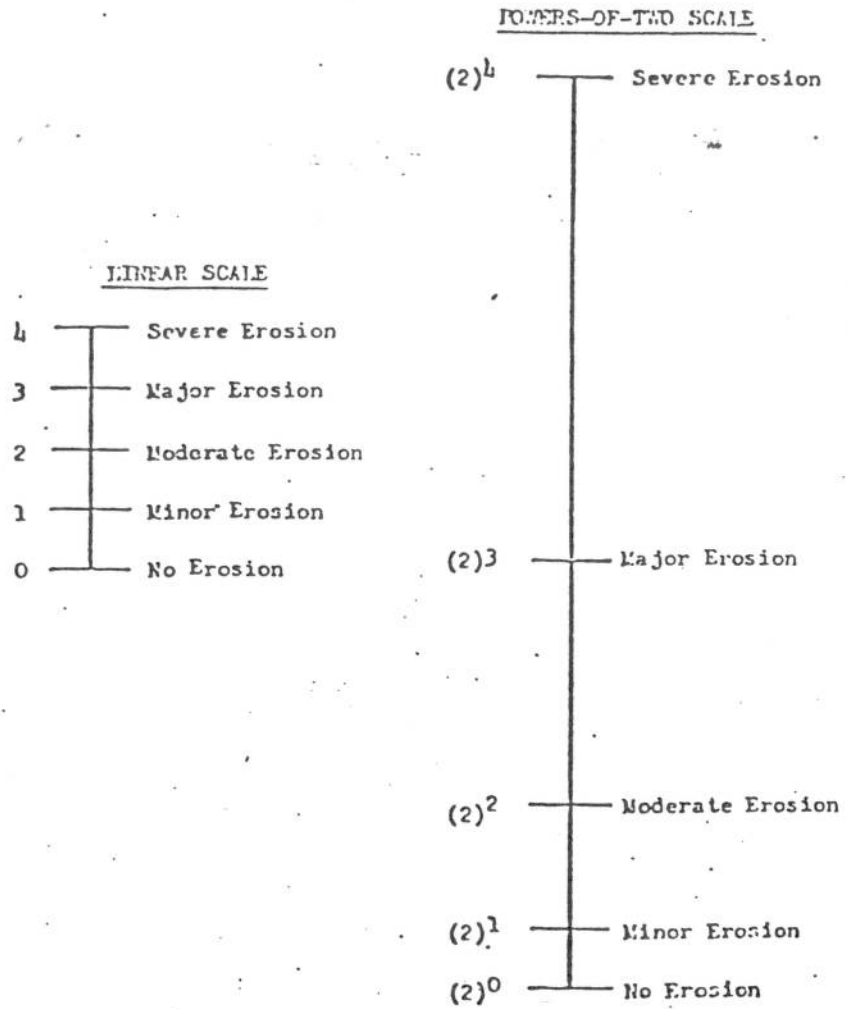 POWERS-OF-TWO SCALE
(2)^4 Severe Erosion
LINEAR SCALE
4 Severe Erosion
3 Major Erosion
2 Moderate Erosion
1 Minor Erosion
0 No Erosion
(2)^3 Major Erosion
(2)^2 Moderate Erosion
(2)^1 Minor Erosion
(2)^0 No Erosion